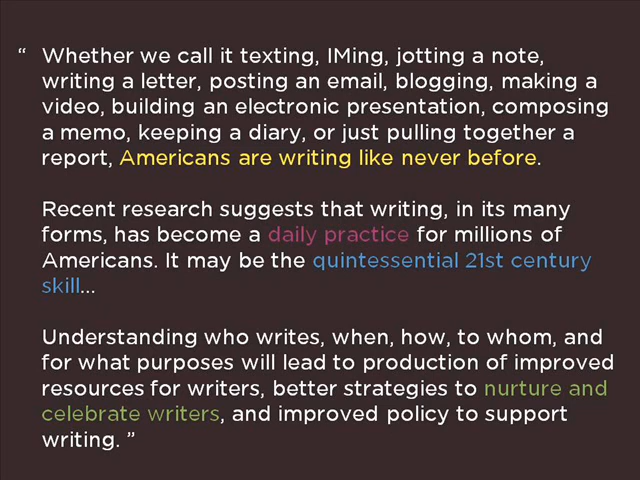 “ Whether we call it texting, IMing, jotting a note,
writing a letter, posting an email, blogging, making a
video, building an electronic presentation, composing
a memo, keeping a diary, or just pulling together a
report, Americans are writing like never before.
Recent research suggests that writing, in its many
forms, has become a daily practice for millions of
Americans. It may be the quintessential 21st century
skill...
Understanding who writes, when, how, to whom, and
for what purposes will lead to production of improved
resources for writers, better strategies to nurture and
celebrate writers, and improved policy to support
writing. ”